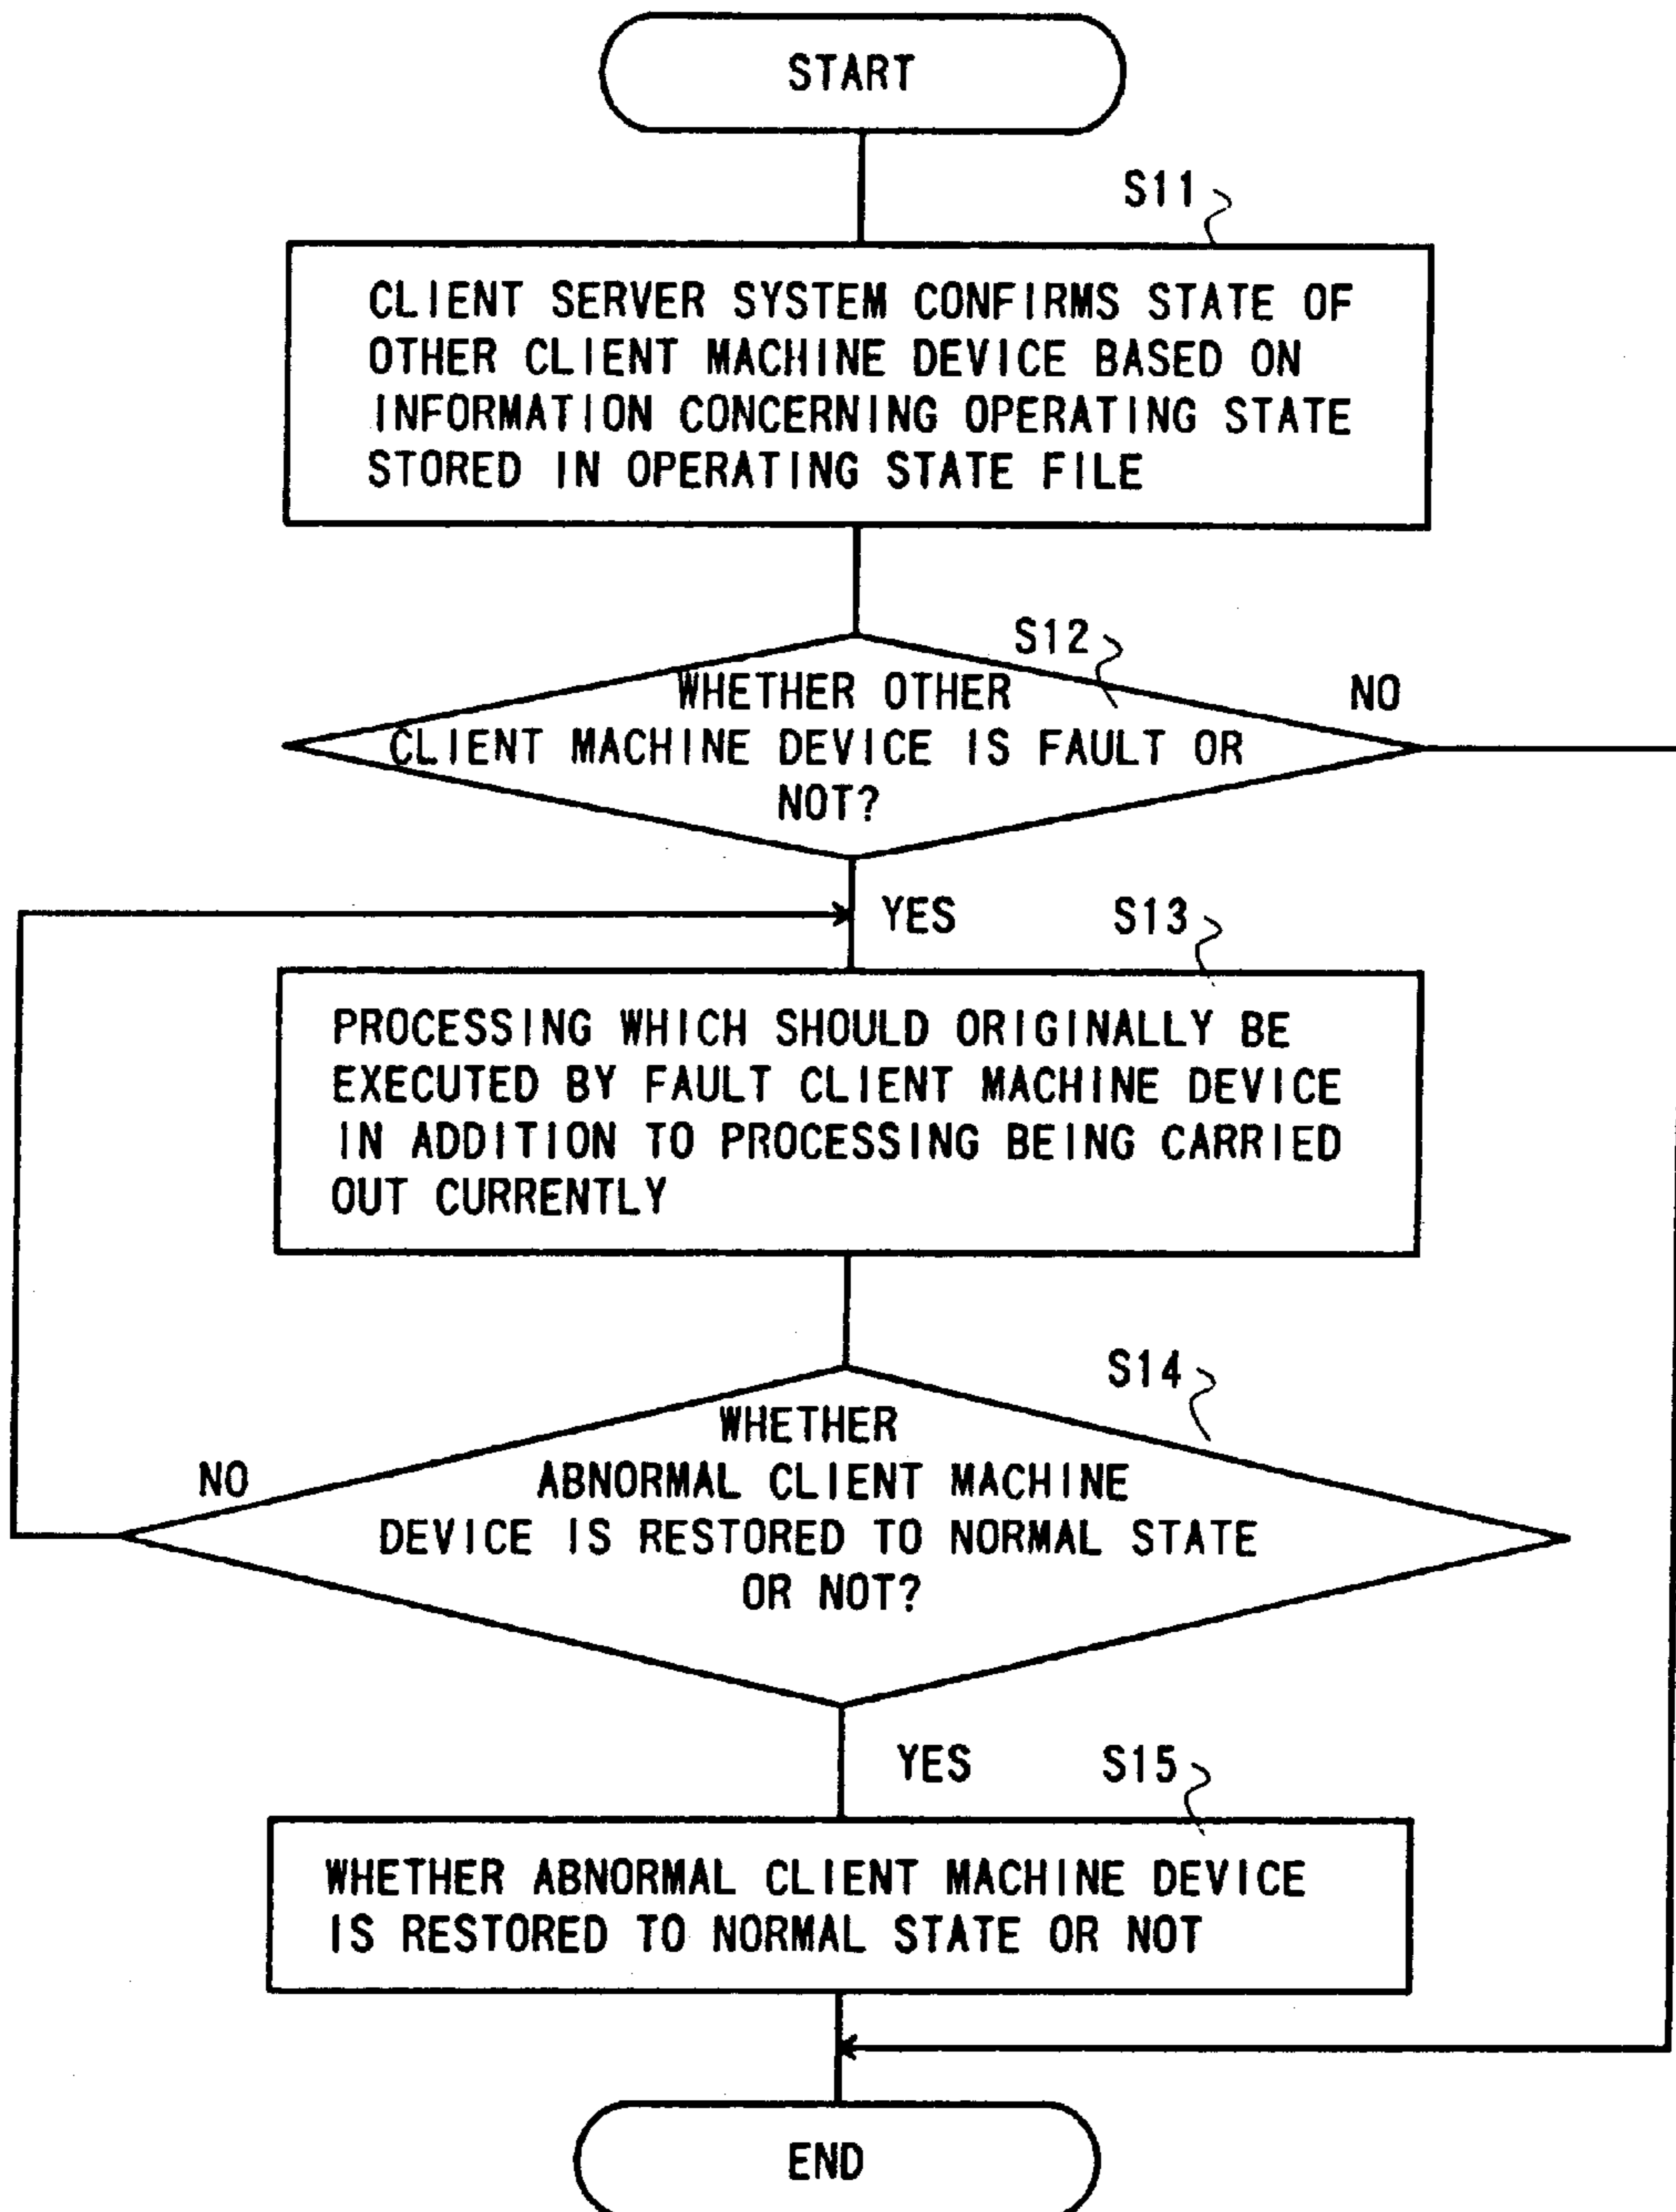 START
S11
CLIENT SERVER SYSTEM CONFIRMS STATE OF
OTHER CLIENT MACHINE DEVICE BASED ON
INFORMATION CONCERNING OPERATING STATE
STORED IN OPERATING STATE FILE
S12
WHETHER OTHER
NO
CLIENT MACHINE DEVICE IS FAULT OR
NOT?
YES
S13
PROCESSING WHICH SHOULD ORIGINALLY BE
EXECUTED BY FAULT CLIENT MACHINE DEVICE
IN ADDITION TO PROCESSING BEING CARRIED
OUT CURRENTLY
S14
WHETHER
NO
ABNORMAL CLIENT MACHINE
DEVICE IS RESTORED TO NORMAL STATE
OR NOT?
YES
S15
WHETHER ABNORMAL CLIENT MACHINE DEVICE
IS RESTORED TO NORMAL STATE OR NOT
END